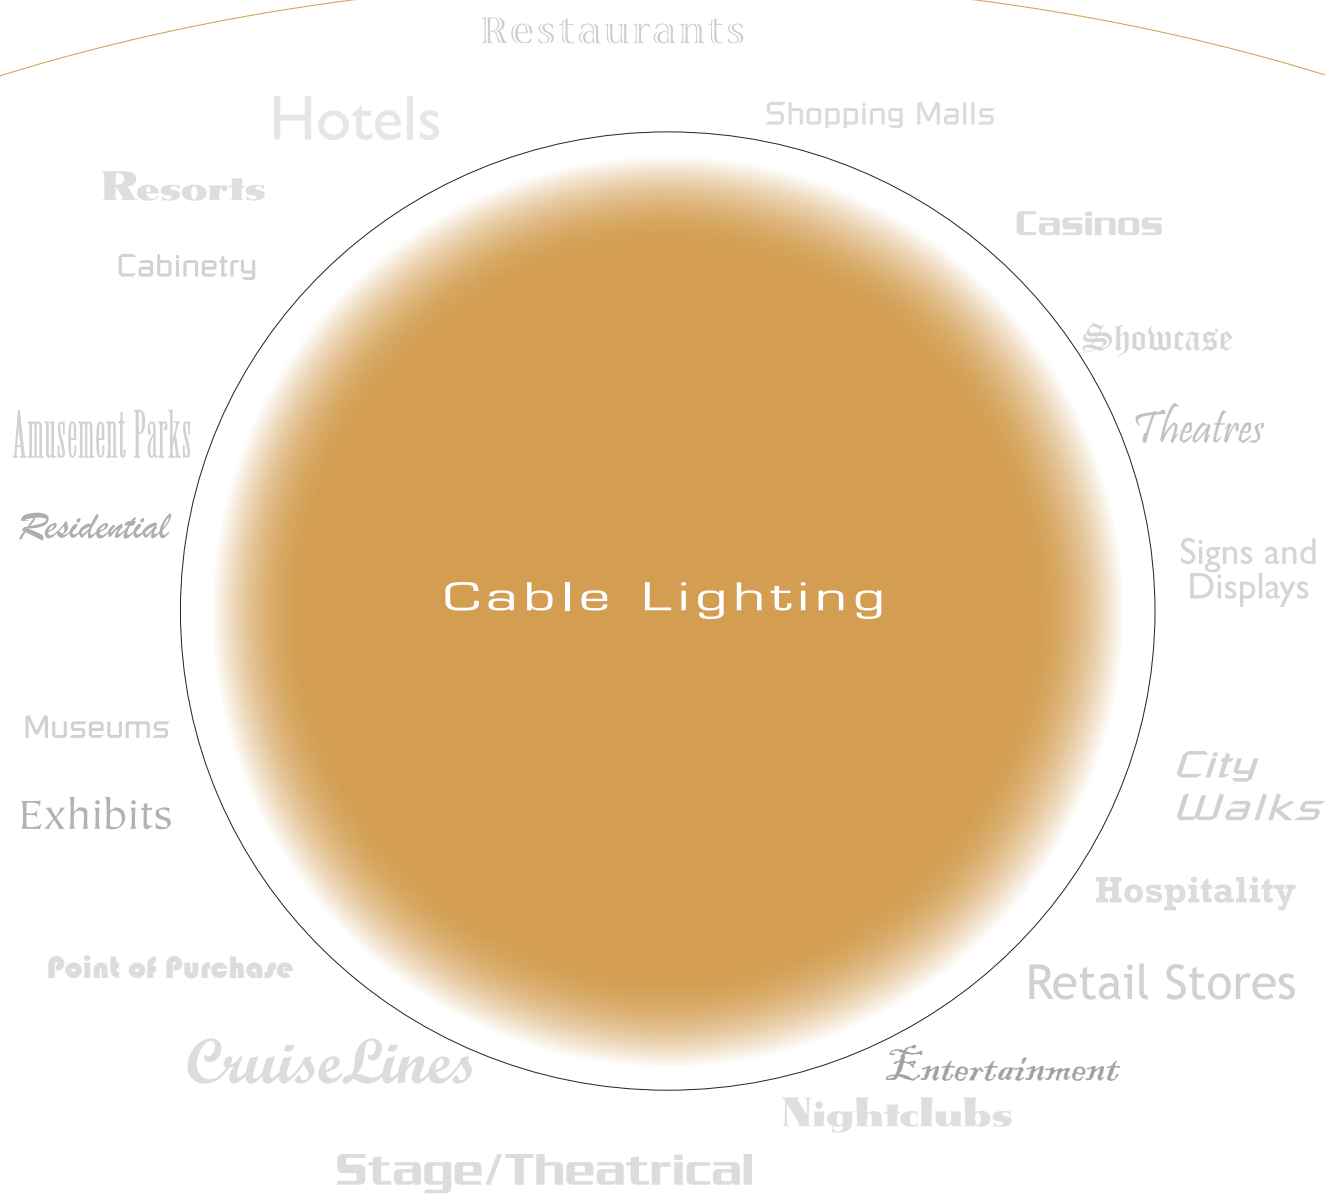 Restaurants
Hotels
Shopping Malls
Resorts
Casinos
Cabinetry
Showcase
Amusement Parks
Theatres
Residential
Signs and
Displays
Cable Lighting
Museums
City
Walks
Exhibits
Hospitality
Point of Purchase
Retail Stores
CruiseLines
Entertainment
Nightclubs
Stage/Theatrical